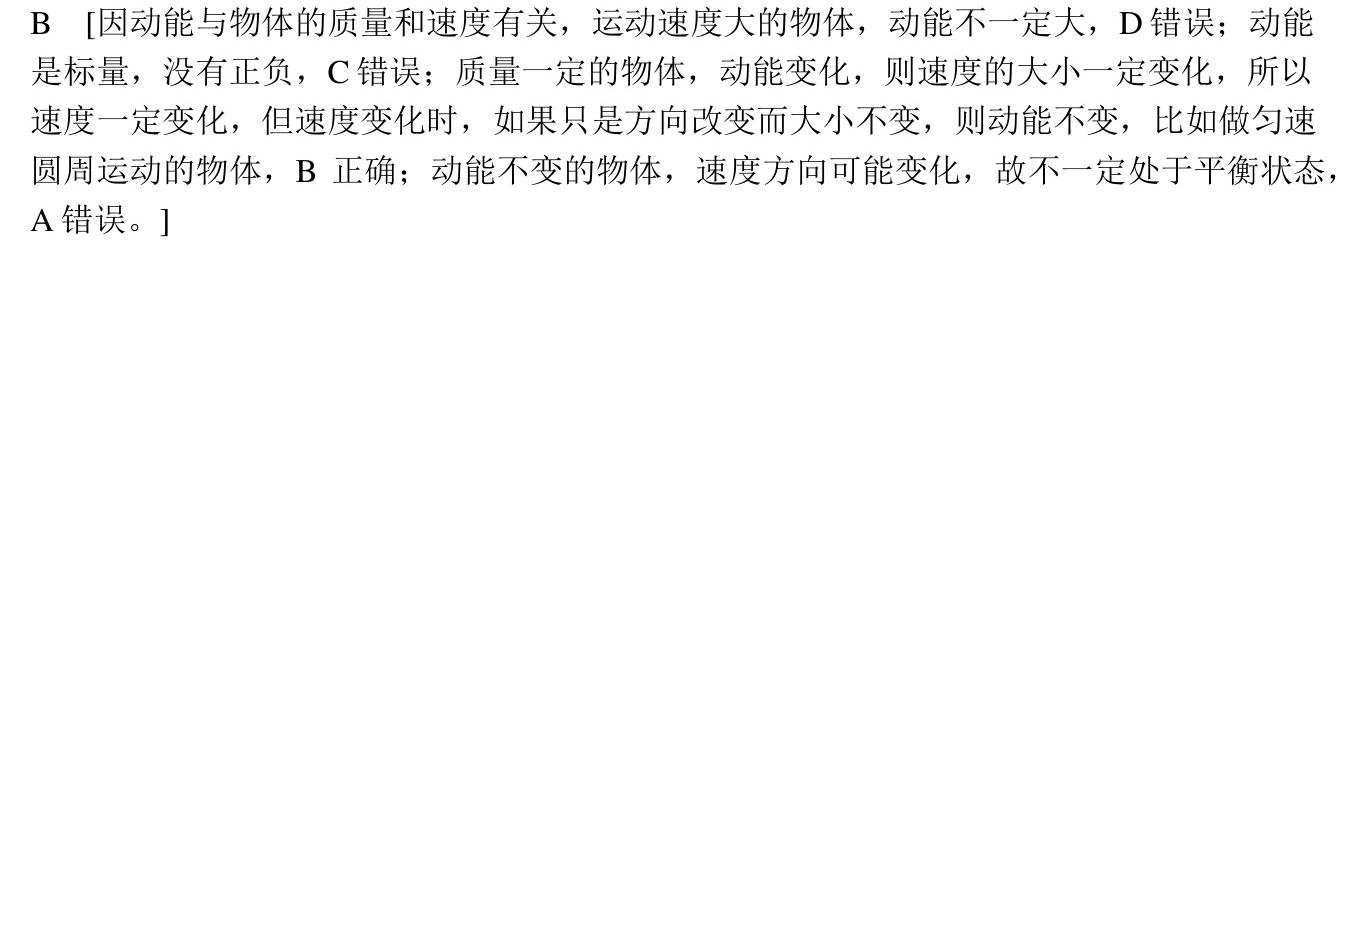 B　[因动能与物体的质量和速度有关，运动速度大的物体，动能不一定大，D错误；动能
是标量，没有正负，C错误；质量一定的物体，动能变化，则速度的大小一定变化，所以
速度一定变化，但速度变化时，如果只是方向改变而大小不变，则动能不变，比如做匀速
圆周运动的物体，B 正确；动能不变的物体，速度方向可能变化，故不一定处于平衡状态，
A错误。]